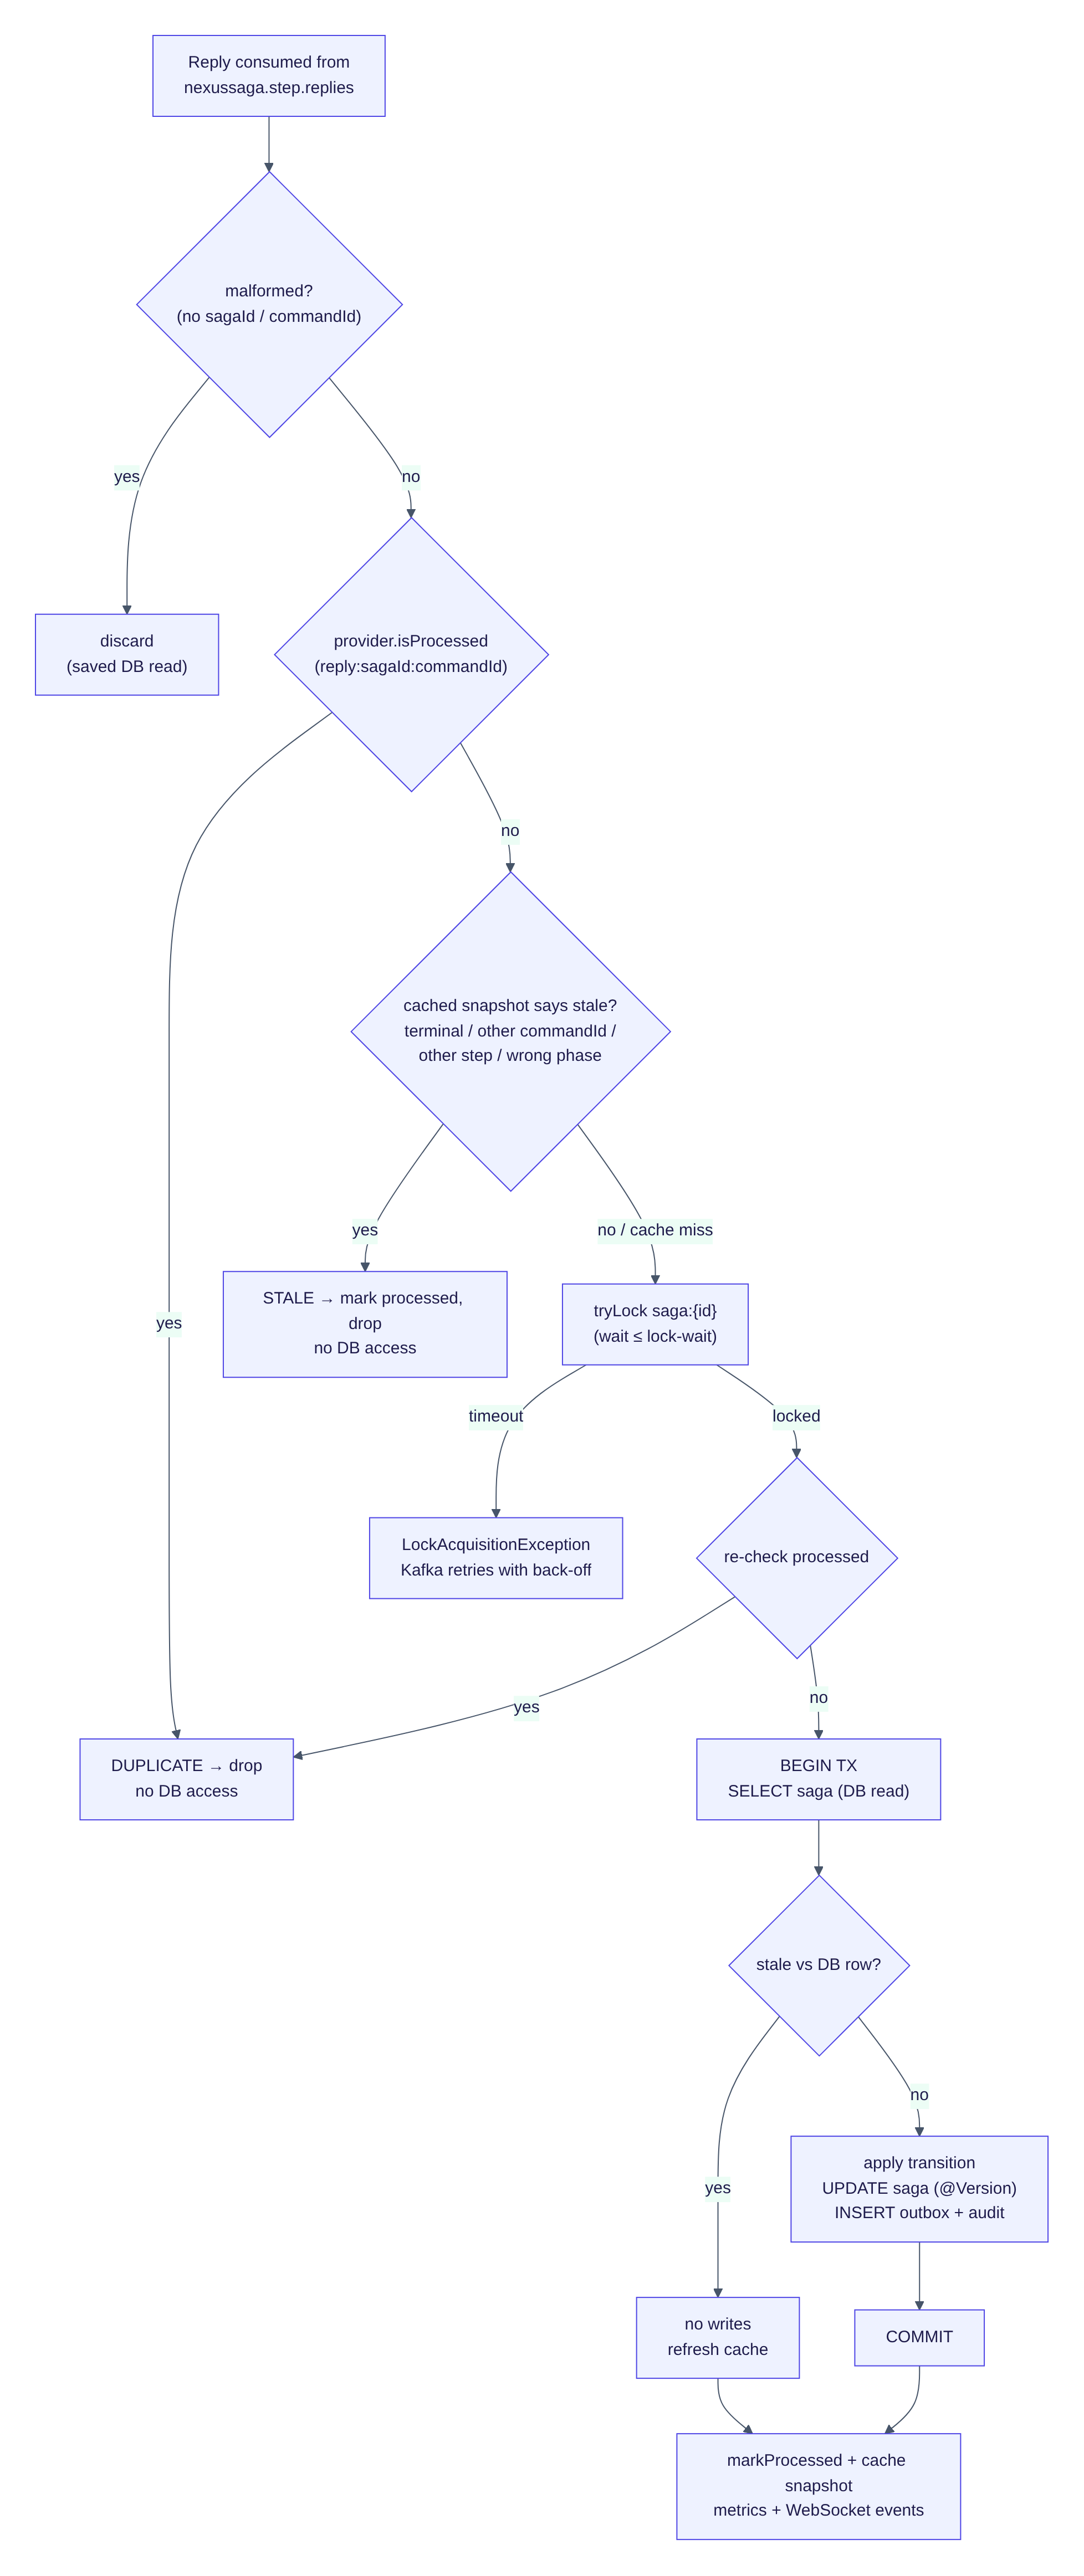 Reply consumed from
nexussaga.step.replies
malformed?
(no sagaId / commandId)
yes
no
discard
(saved DB read)
provider.isProcessed
(reply:sagaId:commandId)
no
cached snapshot says stale?
terminal / other commandId /
other step / wrong phase
yes
no / cache miss
STALE → mark processed,
drop
no DB access
tryLock saga:{id}
(wait ≤ lock-wait)
yes
timeout
locked
LockAcquisitionException
Kafka retries with back-off
re-check processed
yes
no
DUPLICATE → drop
no DB access
BEGIN TX
SELECT saga (DB read)
stale vs DB row?
no
yes
apply transition
UPDATE saga (@Version)
INSERT outbox + audit
no writes
refresh cache
COMMIT
markProcessed + cache
snapshot
metrics + WebSocket events